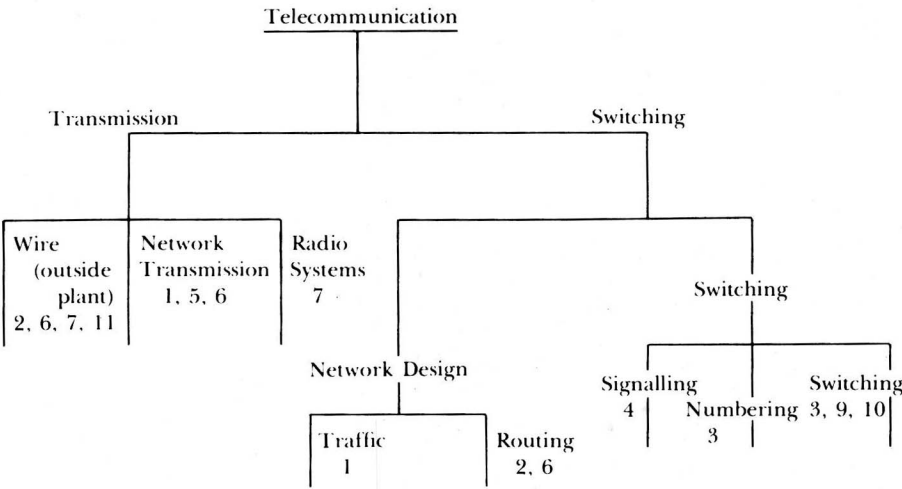 Telecommunication
Transmission
Switching
Wire
(outside
plant)
2, 6, 7, 11
Network
Transmission
1, 5, 6
Radio
Systems
7
Switching
Network Design
Signalling
4
Numbering
3
Switching
3, 9, 10
Traffic
1
Routing
2, 6